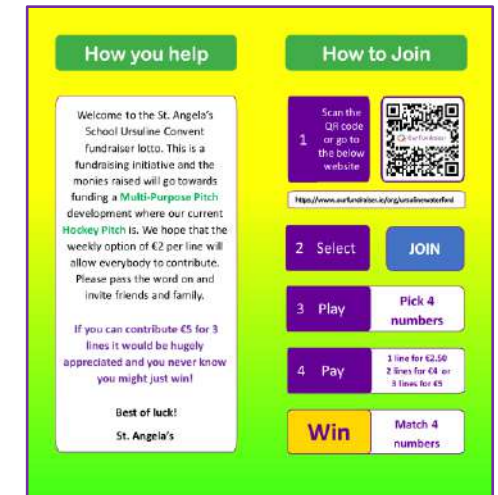 How you help
Welcome to the St. Angela's
School Ursuline Convent
fundraiser lotto. This is a
fundraising initiative and the
monies raised will go towards
funding a Multi-Purpose Pitch
development where our current
Hockey Pitch is. We hope that the
weekly option of €2 per line will
allow everybody to contribute.
Please pass the word on and
invite friends and family.
If you can contribute €5 for 3
lines it would be hugely
appreciated and you never know
you might just win!
Best of luck!
St. Angela's
How to Join
1
Scan the
QR code
or go to
the below
website
Our Fundraiser
https://www.ourfundraiser.ie/org/ursulinewaterford
2 Select
JOIN
3 Play
Pick 4
numbers
4 Pay
1 line for €2.50
2 lines for €4 or
3 lines for €5
Win
Match 4
numbers